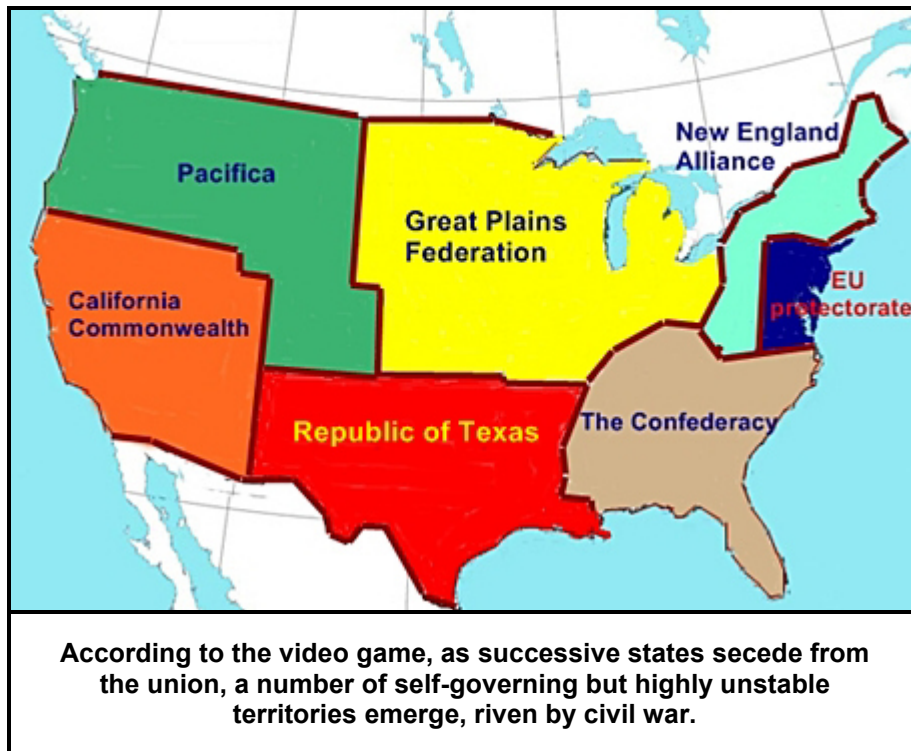 New England
Alliance
Pacifica
Great Plains
Federation
EU
protectorate
California
Commonwealth
Republic of Texas
The Confederacy
According to the video game, as successive states secede from
the union, a number of self-governing but highly unstable
territories emerge, riven by civil war.